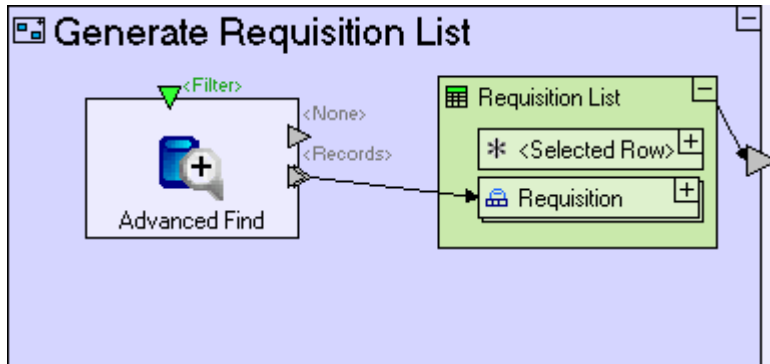 Generate Requisition List
<Filter>
<None>
<Records>
Advanced Find
Requisition List
<Selected Row>
Requisition